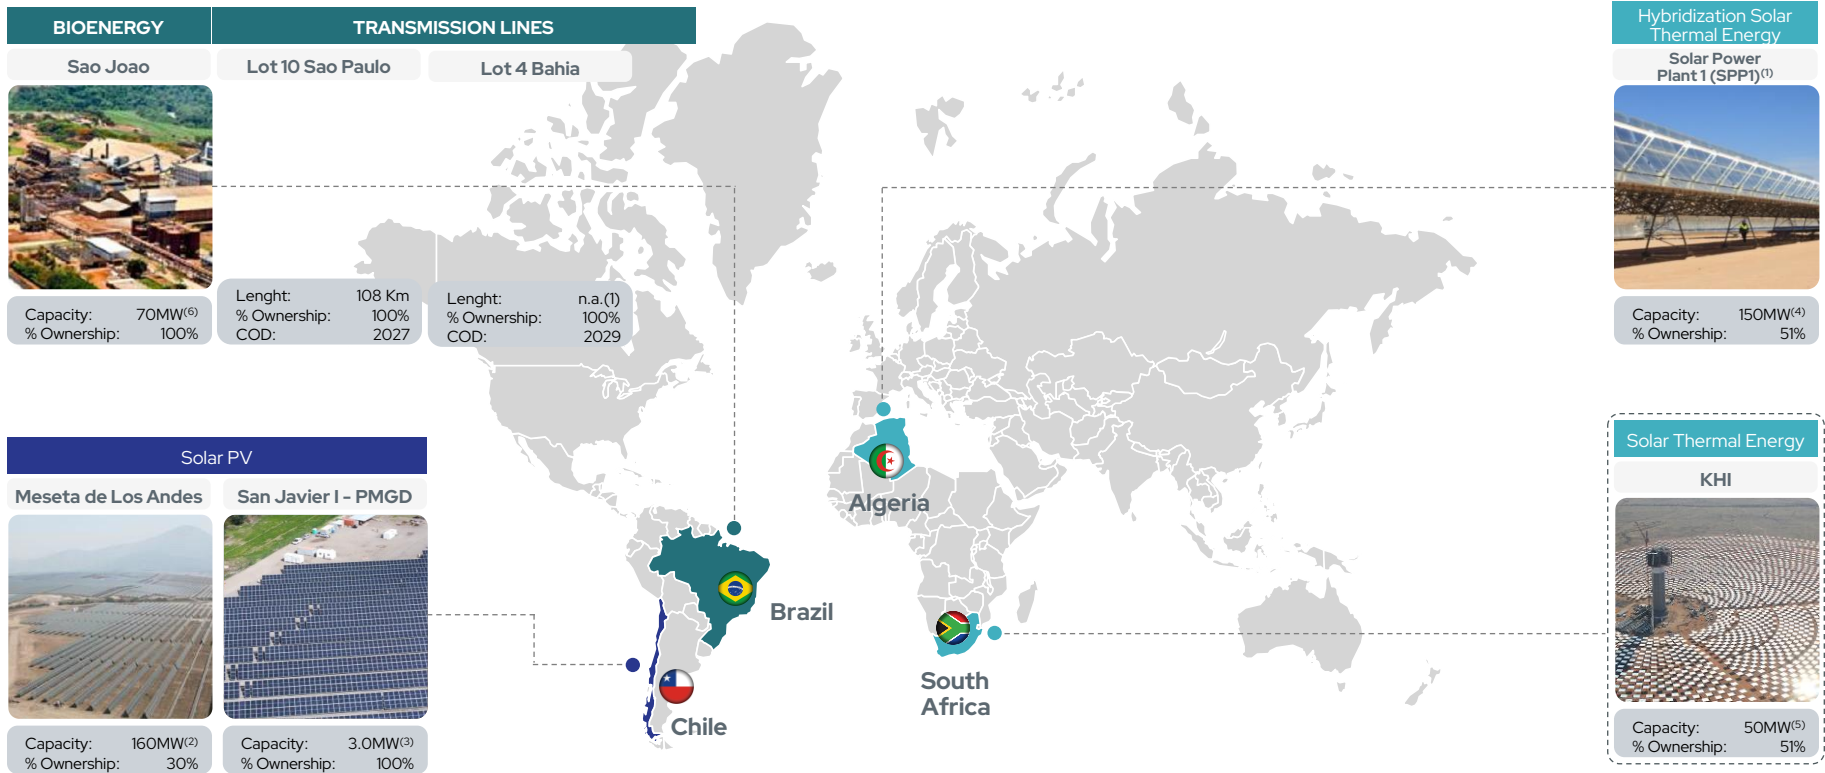 BIOENERGY
TRANSMISSION LINES
Sao Joao
Lot 10 Sao Paulo
Lot 4 Bahia
Capacity: 70MW(6)
% Ownership: 100%
Lenght: 108 Km
% Ownership: 100%
COD: 2027
Lenght: n.a.(1)
% Ownership: 100%
COD: 2029
Hybridization Solar
Thermal Energy
Solar Power
Plant 1 (SPP1)(1)
Capacity: 150MW(4)
% Ownership: 51%
Solar PV
Meseta de Los Andes
San Javier I - PMGD
Capacity: 160MW(2)
% Ownership: 30%
Capacity: 3.0MW(3)
% Ownership: 100%
Algeria
Brazil
South
Africa
Chile
Solar Thermal Energy
KHI
Capacity: 50MW(5)
% Ownership: 51%